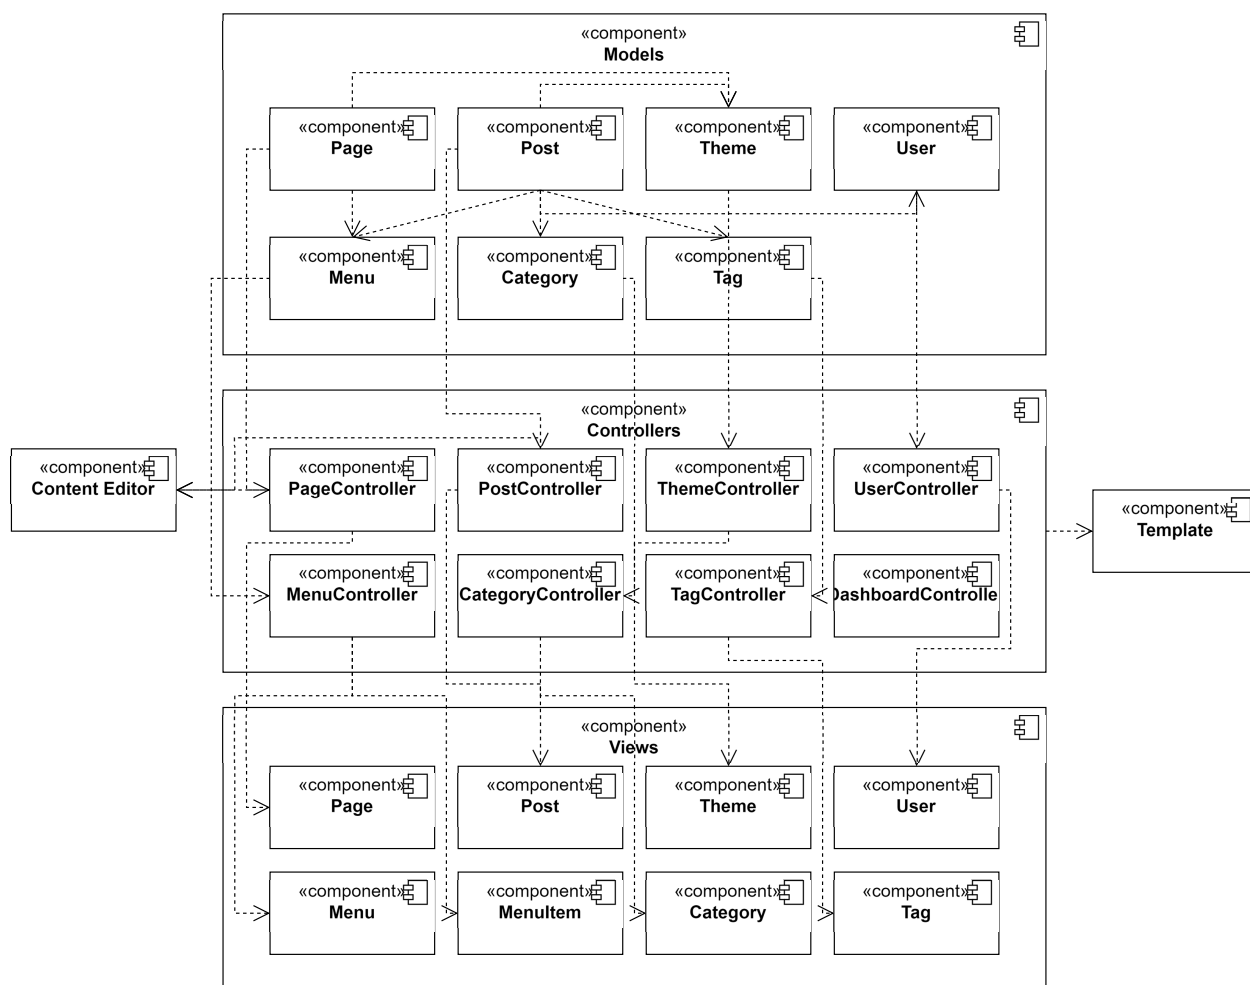 «component»
Models
«component»
Page
«component»
Post
«component»
Theme
«component»
User
«component»
Menu
«component»
Category
«component»
Tag
«component»
Controllers
«component»
Content Editor
«component»
PageController
«component»
PostController
«component»
ThemeController
«component»
UserController
«component»
Template
«component»
MenuController
«component»
CategoryController
«component»
TagController
«component»
DashboardControlle
«component»
Views
«component»
Page
«component»
Post
«component»
Theme
«component»
User
«component»
Menu
«component»
MenuItem
«component»
Category
«component»
Tag